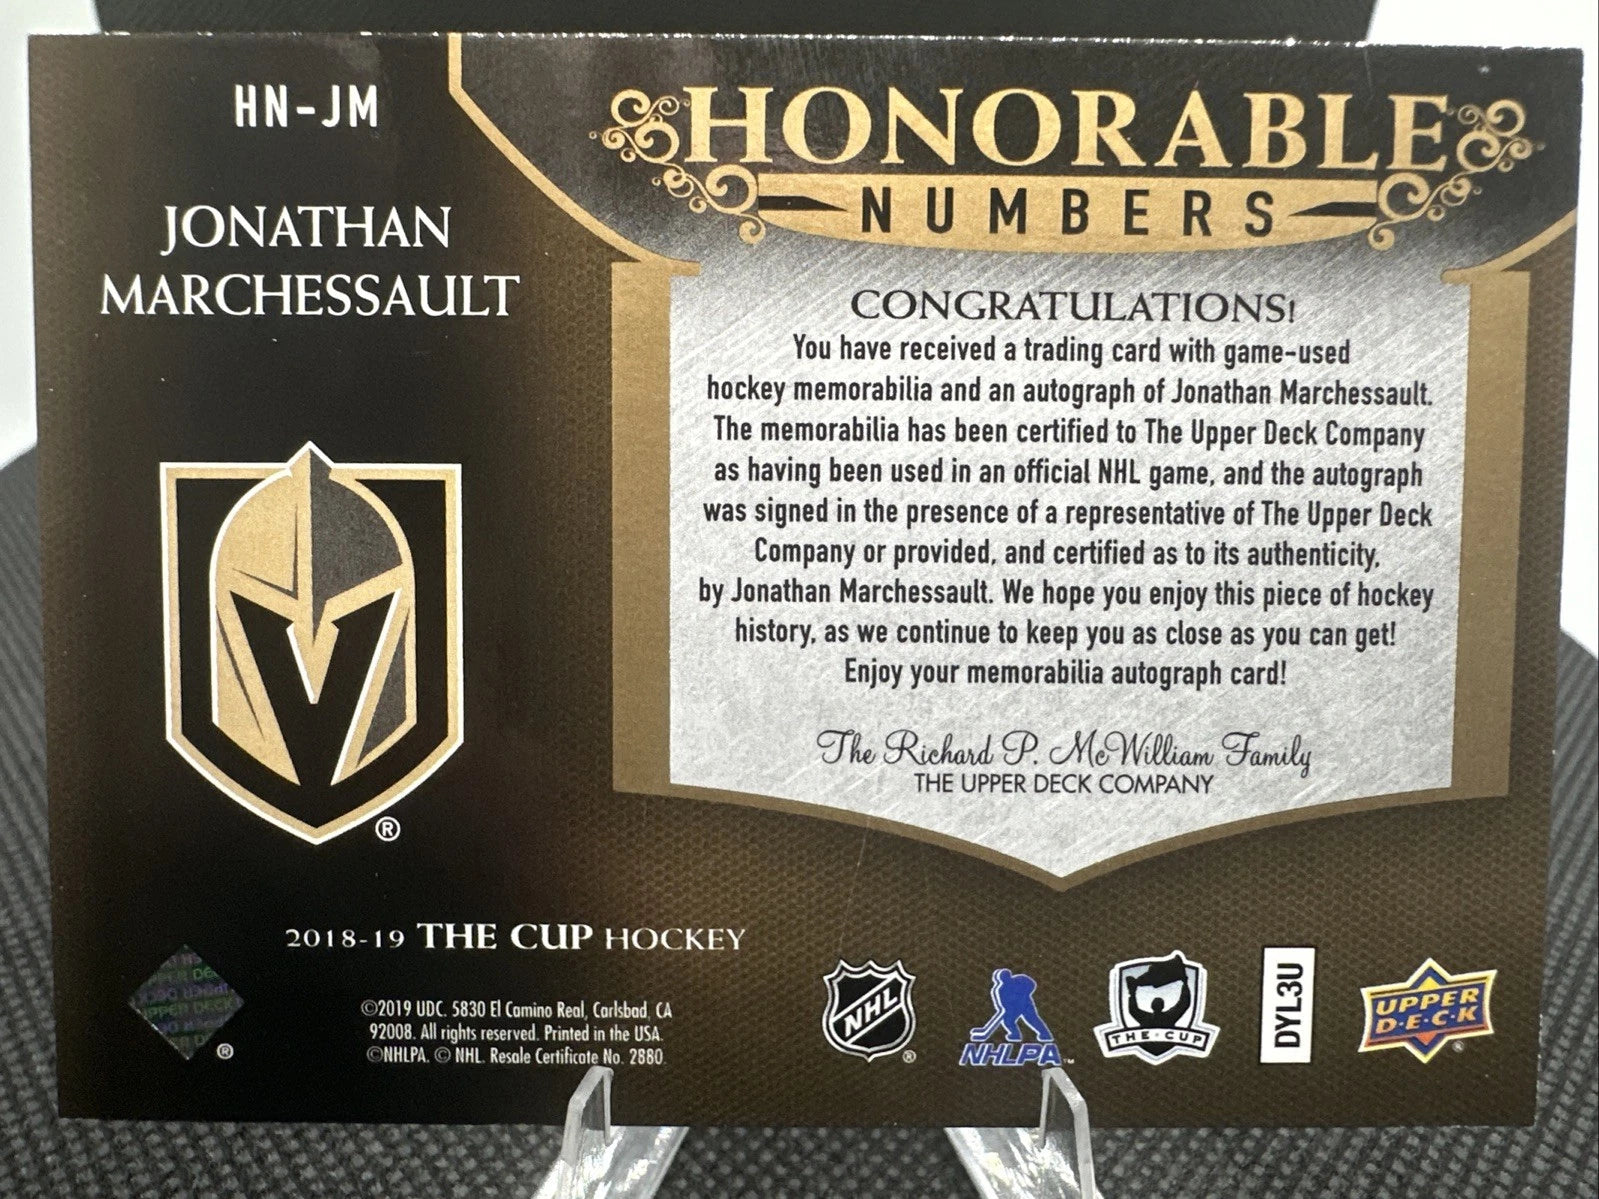 HN-JM
JONATHAN
MARCHESSAULT
HONORABLE
NUMBERS
CONGRATULATIONS!
You have received a trading card with game-used
hockey memorabilia and an autograph of Jonathan Marchessault.
The memorabilia has been certified to The Upper Deck Company
as having been used in an official NHL game, and the autograph
was signed in the presence of a representative of The Upper Deck
Company or provided, and certified as to its authenticity,
by Jonathan Marchessault. We hope you enjoy this piece of hockey
history, as we continue to keep you as close as you can get!
Enjoy your memorabilia autograph card!
The Richard P. McWilliam Family
THE UPPER DECK COMPANY
®
2018-19 THE CUP HOCKEY
®
©2019 UDC. 5830 El Camino Real, Carlsbad, CA
92008. All rights reserved. Printed in the USA.
©NHLPA. © NHL. Resale Certificate No. 2880.
NHL ®
NHLPA™
THE·CUP
DYL3U
UPPER
D·E·C·K ®